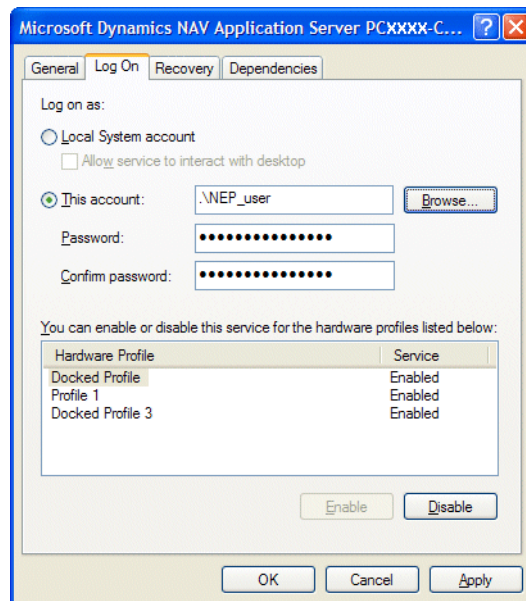 Microsoft Dynamics NAV Application Server PCXXXX-C...
General Log On Recovery Dependencies
Log on as:
Local System account
Allow service to interact with desktop
This account: .\NEP_user Browse...
Password: ●●●●●●●●●●●●●●●
Confirm password: ●●●●●●●●●●●●●●●
You can enable or disable this service for the hardware profiles listed below:
Hardware Profile Service
Docked Profile Enabled
Profile 1 Enabled
Docked Profile 3 Enabled
Enable Disable
OK Cancel Apply